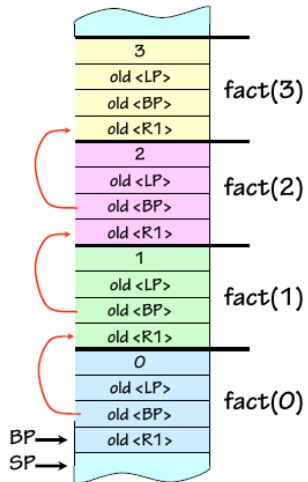 3
old <LP>
old <BP>
old <R1>
fact(3)
2
old <LP>
old <BP>
old <R1>
fact(2)
1
old <LP>
old <BP>
old <R1>
fact(1)
0
old <LP>
old <BP>
old <R1>
fact(0)
BP
SP